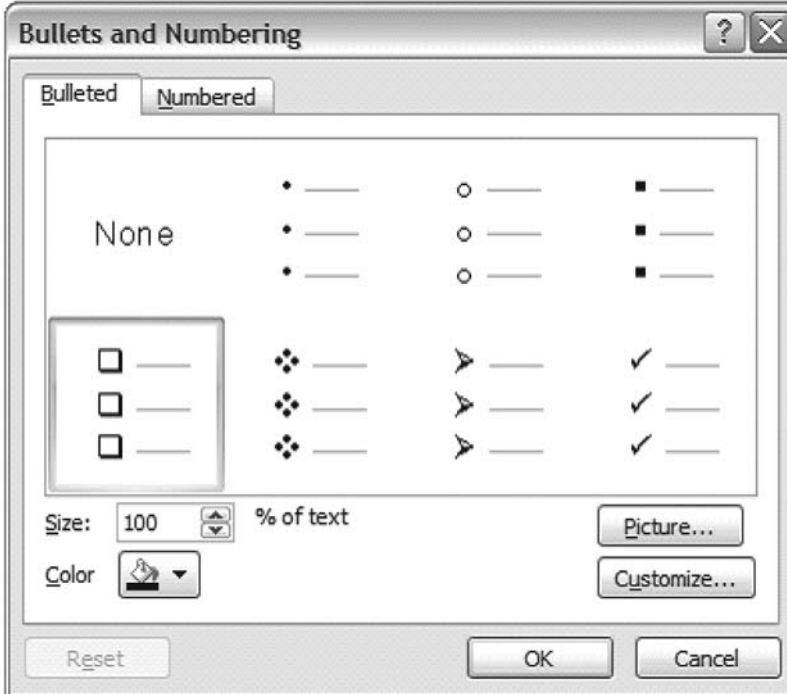 Bullets and Numbering
Bulleted Numbered
None
Size: 100 % of text
Picture...
Color
Customize...
Reset OK Cancel